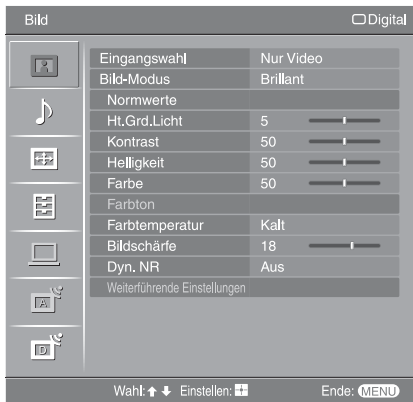 Bild Digital
Eingangswahl Nur Video
Bild-Modus Brillant
Normwerte
Ht.Grd.Licht 5
Kontrast 50
Helligkeit 50
Farbe 50
Farbton
Farbtemperatur Kalt
Bildschärfe 18
Dyn. NR Aus
Weiterführende Einstellungen
A
D
Wahl: Einstellen: Ende: MENU